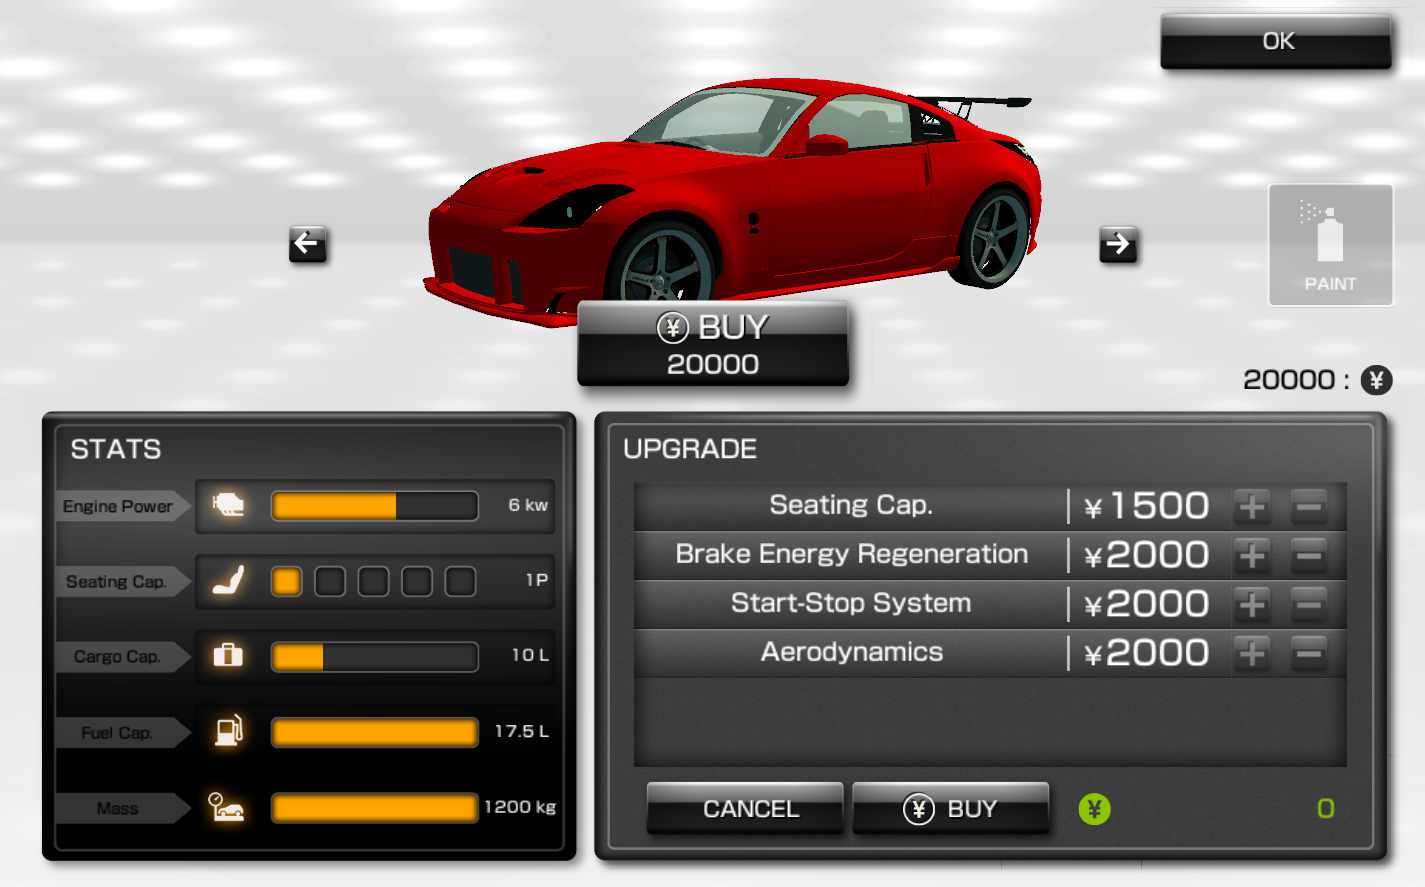 OK
PAINT
¥ BUY
20000
20000 : ¥
STATS
Engine Power 6 kw
Seating Cap. 1P
Cargo Cap. 10 L
Fuel Cap. 17.5 L
Mass 1200 kg
UPGRADE
Seating Cap. ¥1500 + −
Brake Energy Regeneration ¥2000 + −
Start-Stop System ¥2000 + −
Aerodynamics ¥2000 + −
CANCEL ¥ BUY ¥ 0